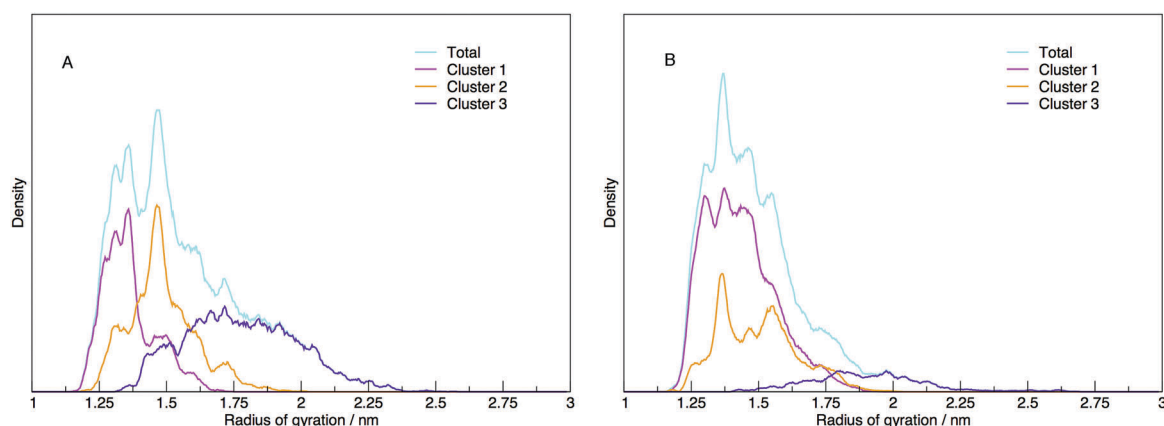 A
Total
Cluster 1
Cluster 2
Cluster 3
Density
1 1.25 1.5 1.75 2 2.25 2.5 2.75 3
Radius of gyration / nm
B
Total
Cluster 1
Cluster 2
Cluster 3
Density
1 1.25 1.5 1.75 2 2.25 2.5 2.75 3
Radius of gyration / nm